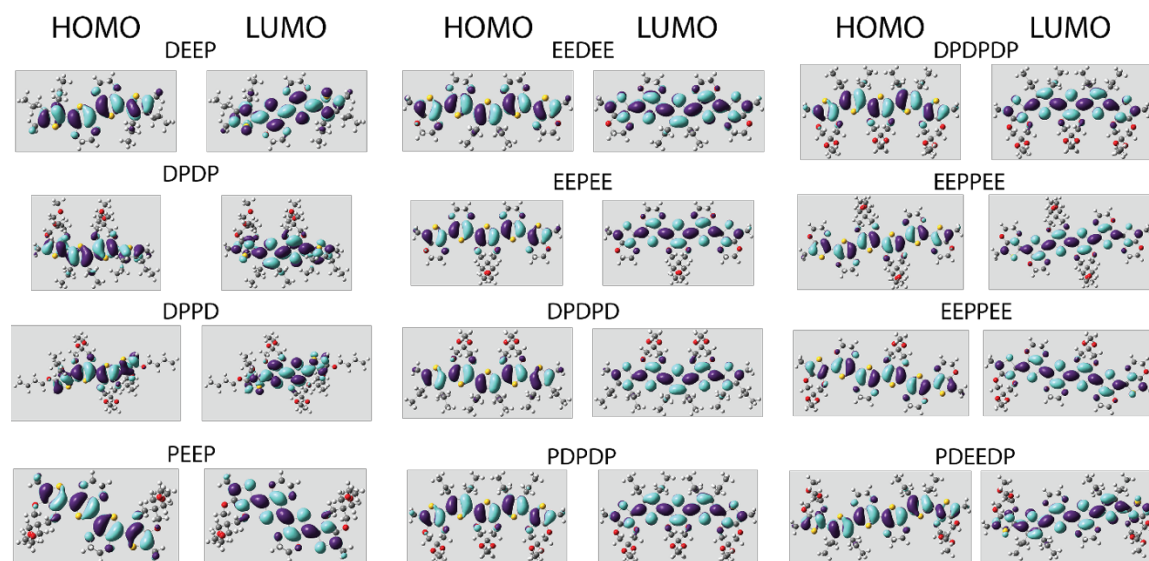 HOMO LUMO HOMO LUMO HOMO LUMO
DEEP EEDEE DPDPDP
DPDP EEPEE EEPPEE
DPPD DPDPD EEPPEE
PEEP PDPDP PDEEDP